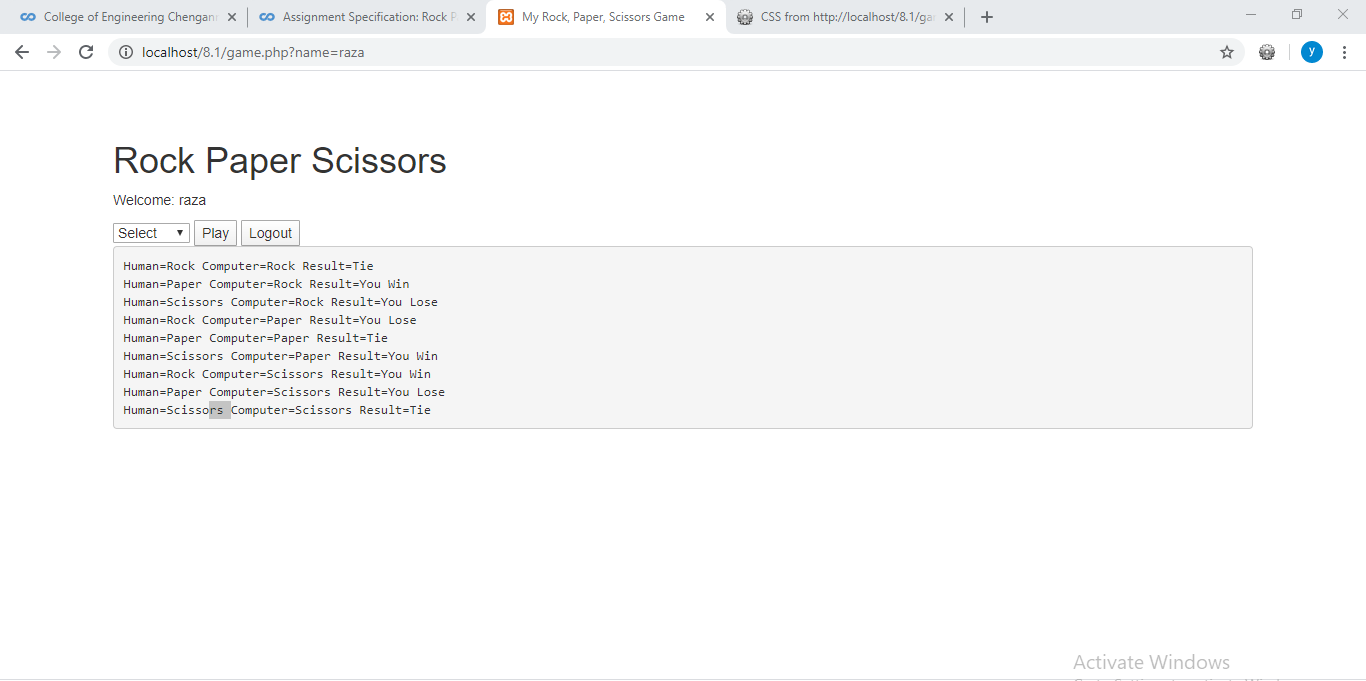 College of Engineering Chengan
Assignment Specification: Rock P
My Rock, Paper, Scissors Game
CSS from http://localhost/8.1/ga
localhost/8.1/game.php?name=raza
y
Rock Paper Scissors
Welcome: raza
Select Play Logout
Human=Rock Computer=Rock Result=Tie
Human=Paper Computer=Rock Result=You Win
Human=Scissors Computer=Rock Result=You Lose
Human=Rock Computer=Paper Result=You Lose
Human=Paper Computer=Paper Result=Tie
Human=Scissors Computer=Paper Result=You Win
Human=Rock Computer=Scissors Result=You Win
Human=Paper Computer=Scissors Result=You Lose
Human=Scissors Computer=Scissors Result=Tie
Activate Windows